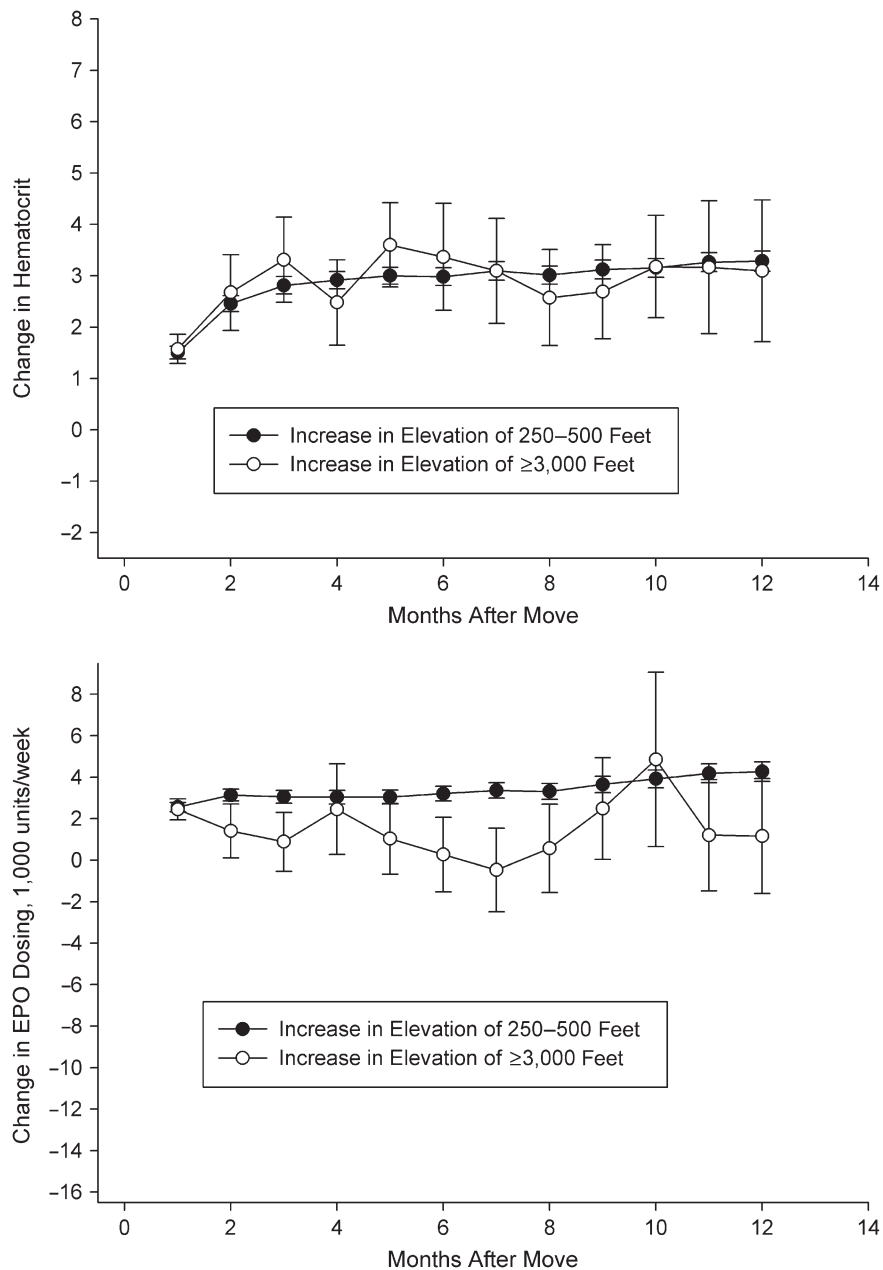 8
7
6
5
4
3
2
1
0
−1
−2
Change in Hematocrit
Increase in Elevation of 250–500 Feet
Increase in Elevation of ≥3,000 Feet
0 2 4 6 8 10 12 14
Months After Move
8
6
4
2
0
−2
−4
−6
−8
−10
−12
−14
−16
Change in EPO Dosing, 1,000 units/week
Increase in Elevation of 250–500 Feet
Increase in Elevation of ≥3,000 Feet
0 2 4 6 8 10 12 14
Months After Move